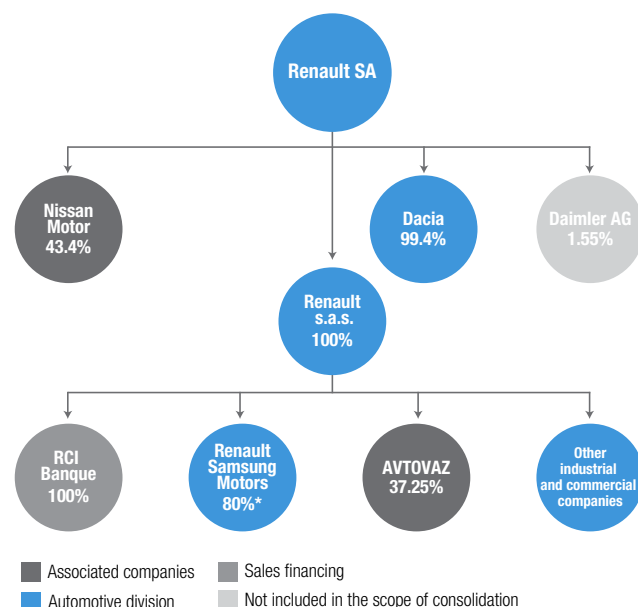 Renault SA
Nissan
Motor
43.4%
Dacia
99.4%
Daimler AG
1.55%
Renault
s.a.s.
100%
RCI
Banque
100%
Renault
Samsung
Motors
80%*
AVTOVAZ
37.25%
Other
industrial
and commercial
companies
Associated companies
Sales financing
Automotive division
Not included in the scope of consolidation